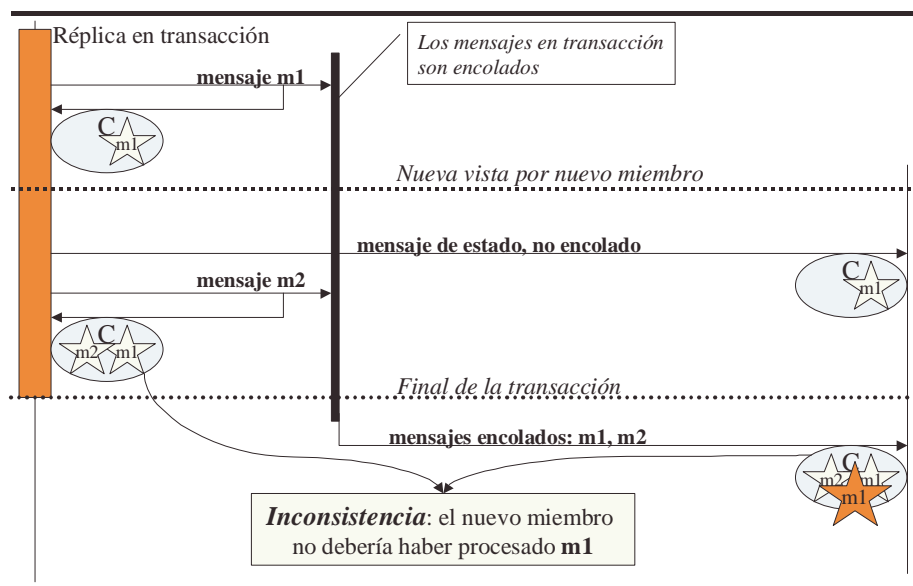 Réplica en transacción
Los mensajes en transacción
son encolados
mensaje m1
C
m1
Nueva vista por nuevo miembro
mensaje de estado, no encolado
C
m1
mensaje m2
C
m2 m1
Final de la transacción
mensajes encolados: m1, m2
C
m2 m1
m1
Inconsistencia: el nuevo miembro
no debería haber procesado m1